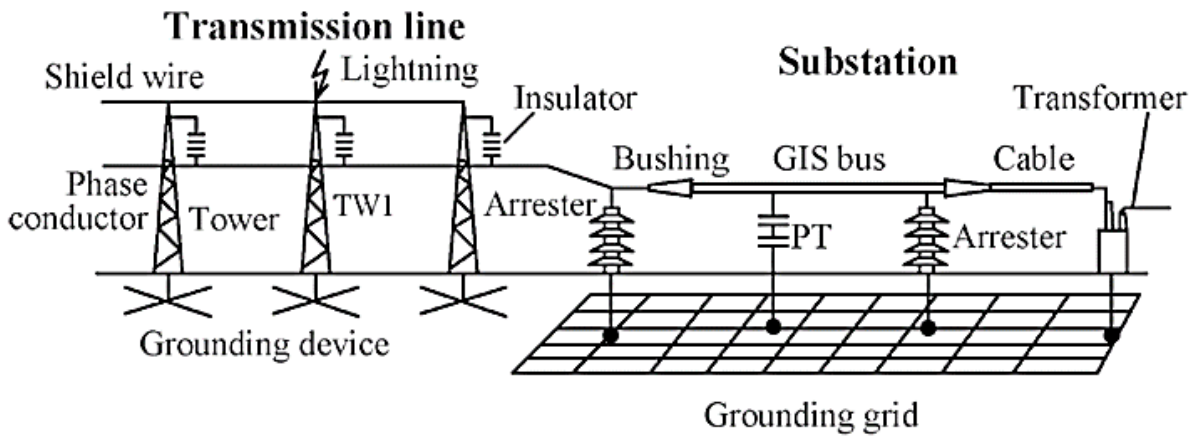 Transmission line
Shield wire
Lightning
Substation
Insulator
Transformer
Bushing
GIS bus
Cable
Phase
conductor
Tower
TW1
Arrester
PT
Arrester
Grounding device
Grounding grid